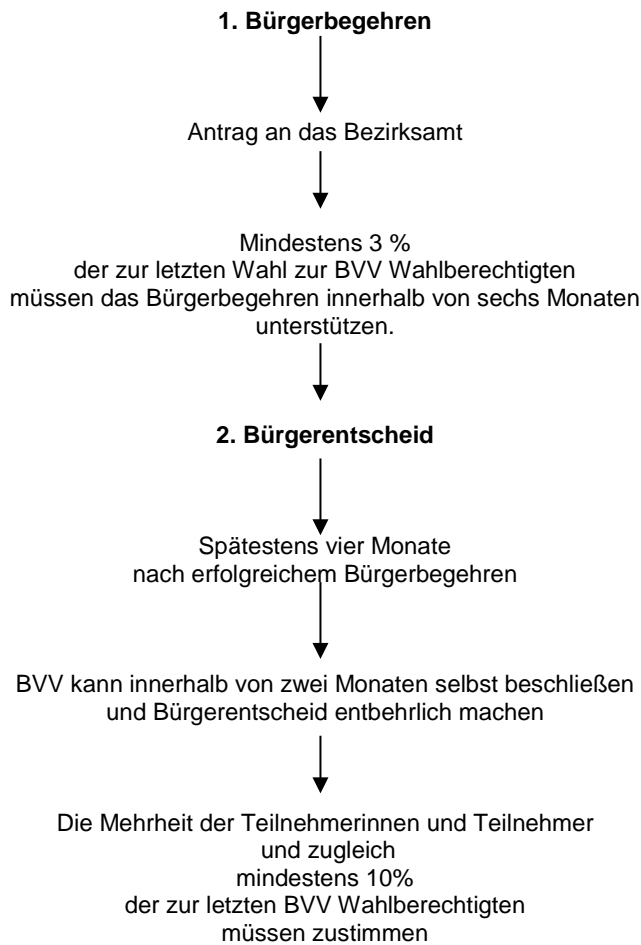 1. Bürgerbegehren
Antrag an das Bezirksamt
Mindestens 3 %
der zur letzten Wahl zur BVV Wahlberechtigten
müssen das Bürgerbegehren innerhalb von sechs Monaten
unterstützen.
2. Bürgerentscheid
Spätestens vier Monate
nach erfolgreichem Bürgerbegehren
BVV kann innerhalb von zwei Monaten selbst beschließen
und Bürgerentscheid entbehrlich machen
Die Mehrheit der Teilnehmerinnen und Teilnehmer
und zugleich
mindestens 10%
der zur letzten BVV Wahlberechtigten
müssen zustimmen